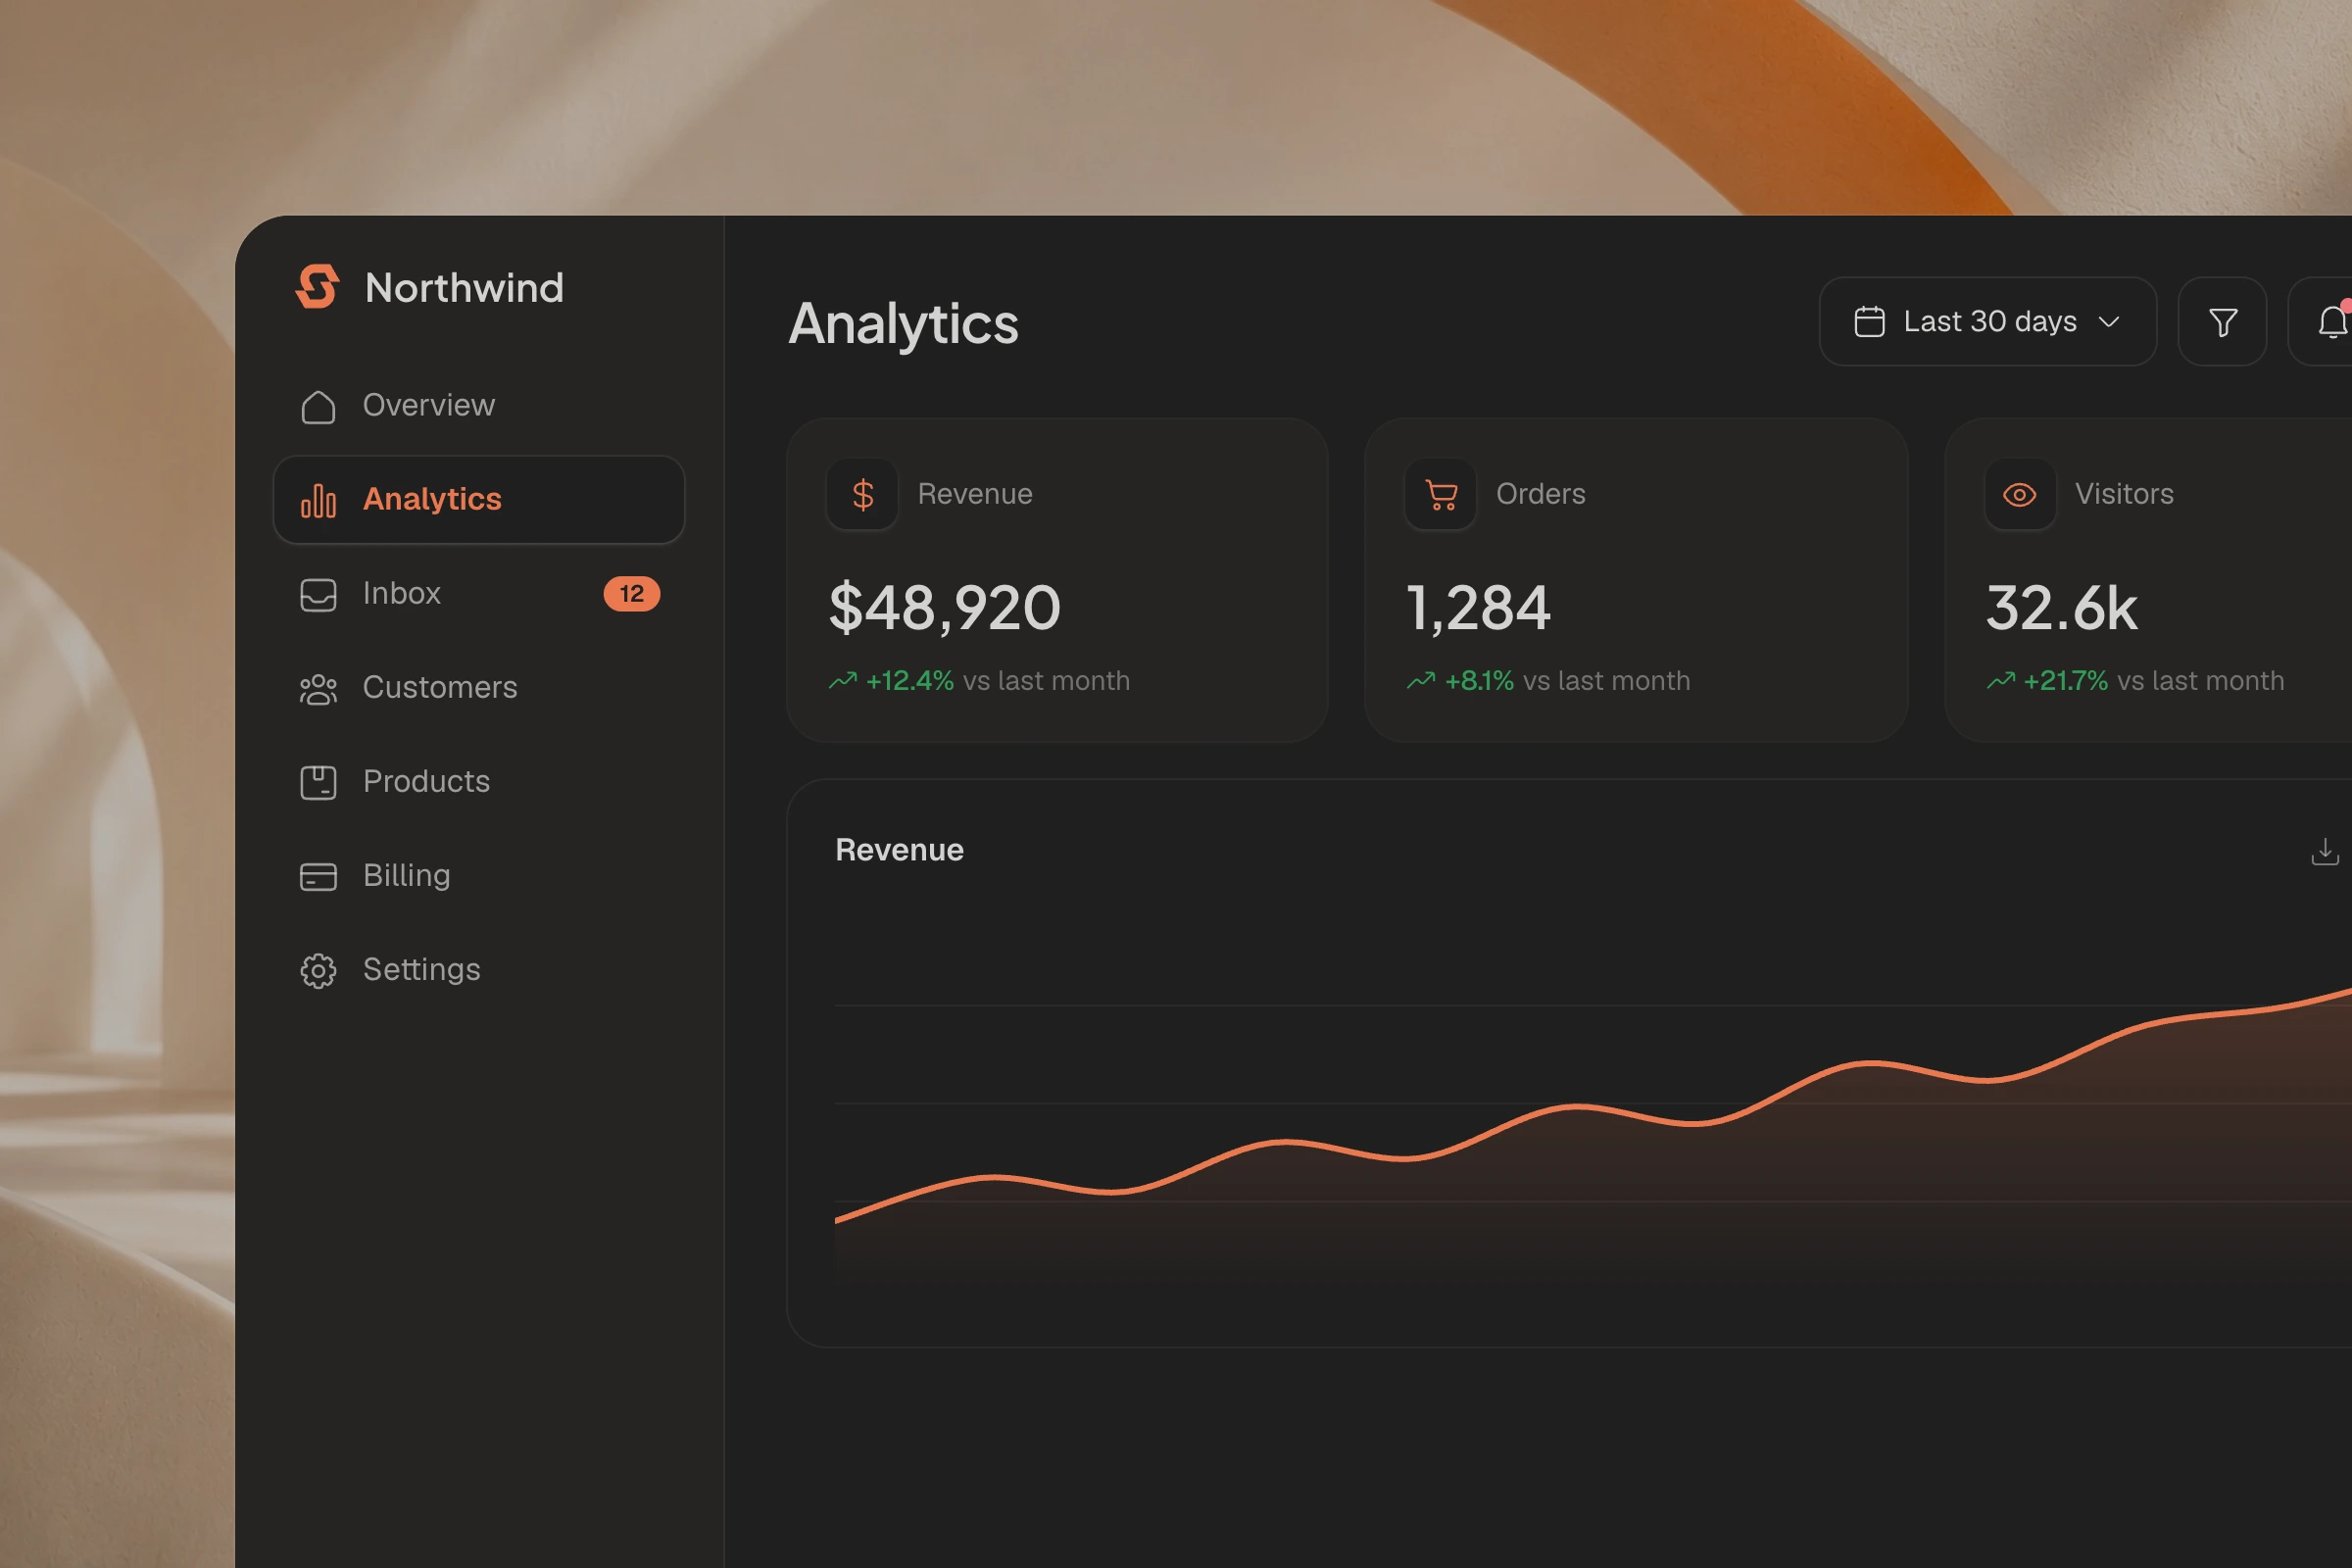 Northwind
Overview
Analytics
Inbox
12
Customers
Products
Billing
Settings
Analytics
Last 30 days
Revenue
$48,920
+12.4% vs last month
Orders
1,284
+8.1% vs last month
Visitors
32.6k
+21.7% vs last month
Revenue